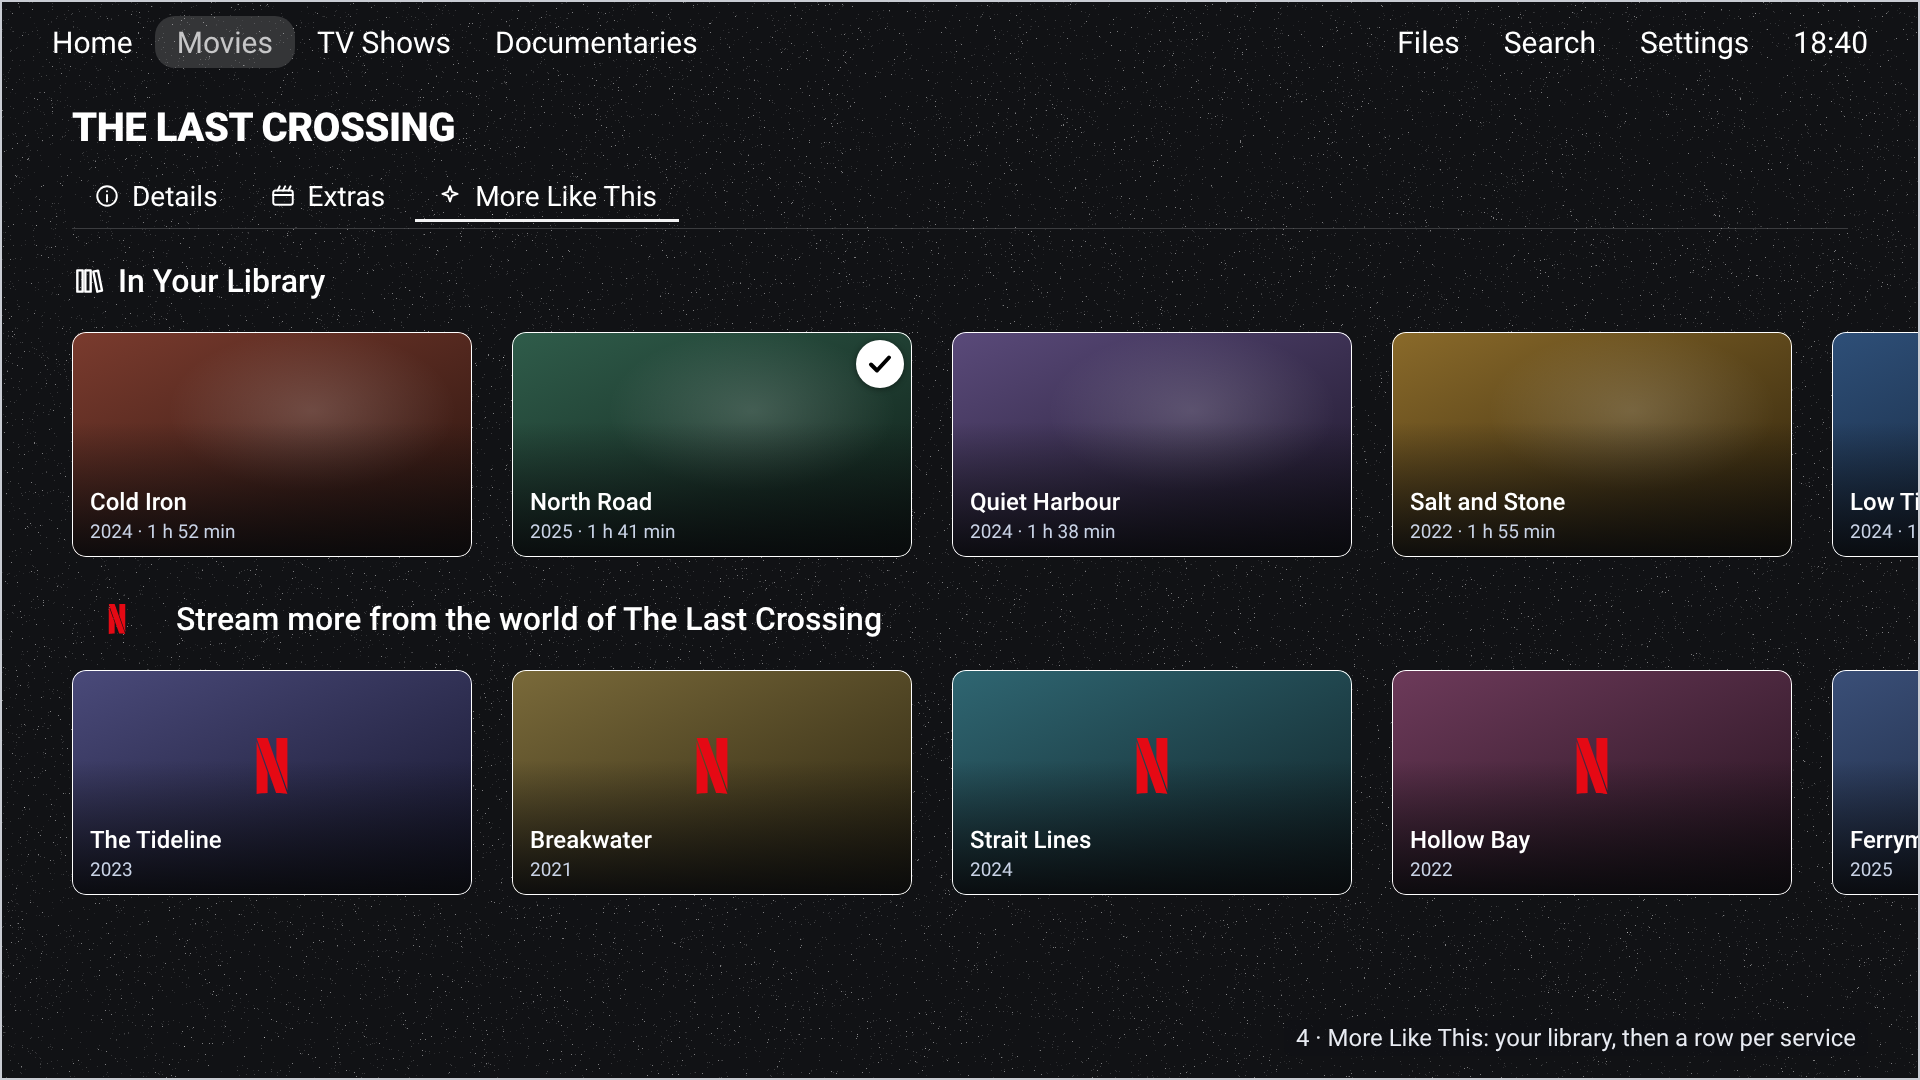 Home Movies TV Shows Documentaries Files Search Settings 18:40
THE LAST CROSSING
Details Extras More Like This
In Your Library
Cold Iron
2024 · 1 h 52 min
North Road
2025 · 1 h 41 min
Quiet Harbour
2024 · 1 h 38 min
Salt and Stone
2022 · 1 h 55 min
Low
2024 · 1
N Stream more from the world of The Last Crossing
N
The Tideline
2023
N
Breakwater
2021
N
Strait Lines
2024
N
Hollow Bay
2022
2025
4 · More Like This: your library, then a row per service